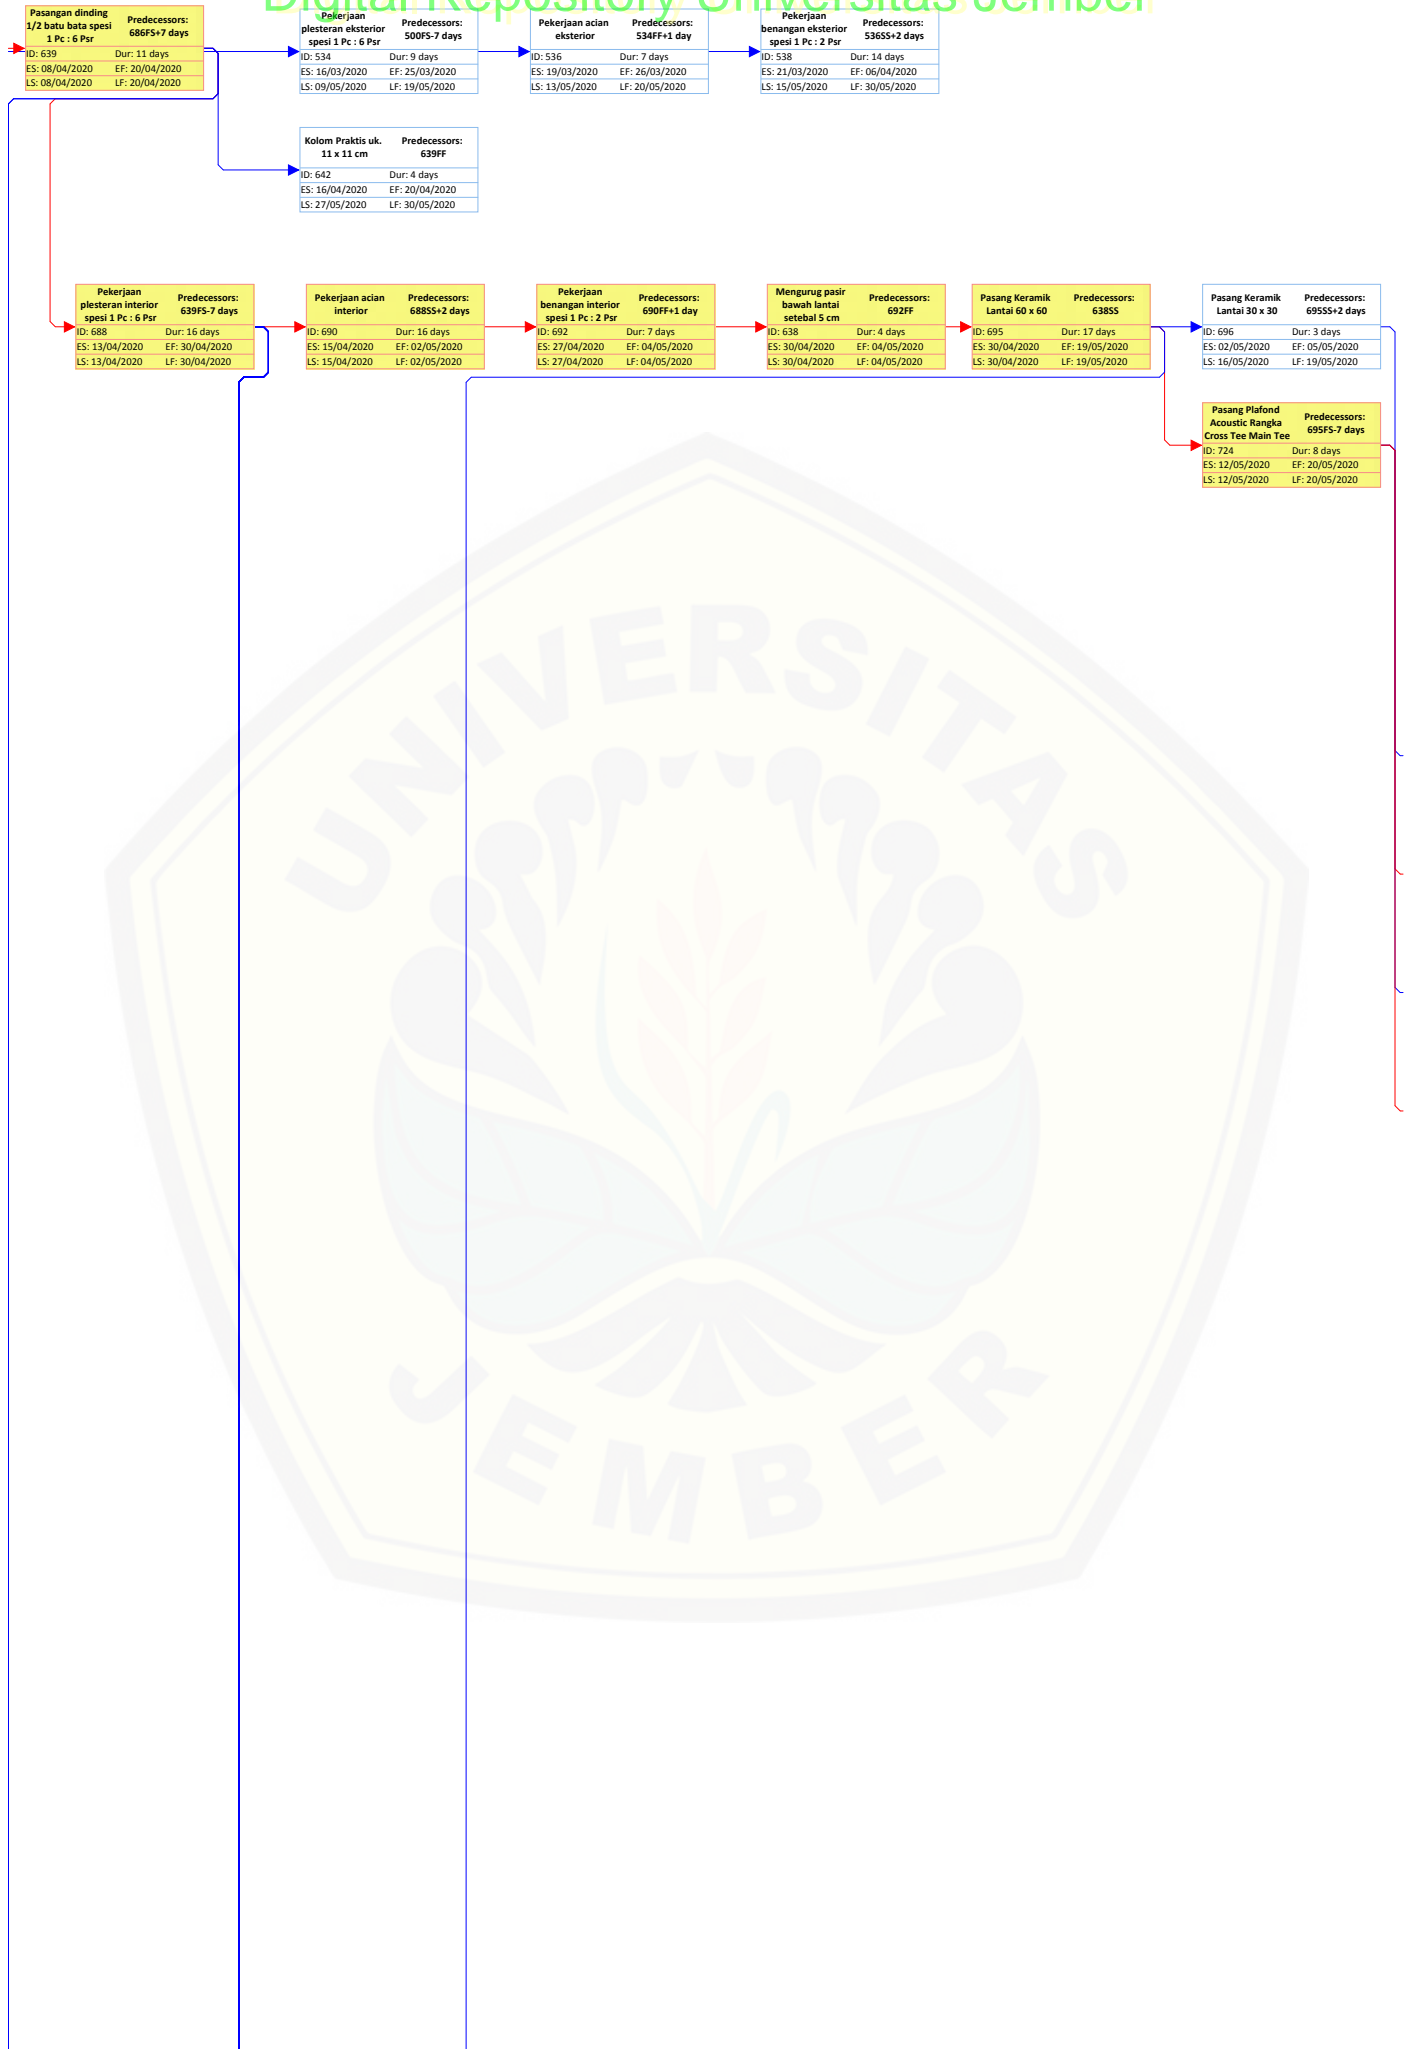 Digital Repository Universitas Jember
Pasangan dinding
1/2 batu bata spesi
1 Pc : 6 Psr
Predecessors:
686FS+7 days
ID: 639 Dur: 11 days
ES: 08/04/2020 EF: 20/04/2020
LS: 08/04/2020 LF: 20/04/2020
Pekerjaan
plesteran eksterior
spesi 1 Pc : 6 Psr
Predecessors:
500FS-7 days
ID: 534 Dur: 9 days
ES: 16/03/2020 EF: 25/03/2020
LS: 09/05/2020 LF: 19/05/2020
Pekerjaan acian
eksterior
Predecessors:
534FF+1 day
ID: 536 Dur: 7 days
ES: 19/03/2020 EF: 26/03/2020
LS: 13/05/2020 LF: 20/05/2020
Pekerjaan
benangan eksterior
spesi 1 Pc : 2 Psr
Predecessors:
536SS+2 days
ID: 538 Dur: 14 days
ES: 21/03/2020 EF: 06/04/2020
LS: 15/05/2020 LF: 30/05/2020
Kolom Praktis uk.
11 x 11 cm
Predecessors:
639FF
ID: 642 Dur: 4 days
ES: 16/04/2020 EF: 20/04/2020
LS: 27/05/2020 LF: 30/05/2020
Pekerjaan
plesteran interior
spesi 1 Pc : 6 Psr
Predecessors:
639FS-7 days
ID: 688 Dur: 16 days
ES: 13/04/2020 EF: 30/04/2020
LS: 13/04/2020 LF: 30/04/2020
Pekerjaan acian
interior
Predecessors:
688SS+2 days
ID: 690 Dur: 16 days
ES: 15/04/2020 EF: 02/05/2020
LS: 15/04/2020 LF: 02/05/2020
Pekerjaan
benangan interior
spesi 1 Pc : 2 Psr
Predecessors:
690FF+1 day
ID: 692 Dur: 7 days
ES: 27/04/2020 EF: 04/05/2020
LS: 27/04/2020 LF: 04/05/2020
Mengurug pasir
bawah lantai
setebal 5 cm
Predecessors:
692FF
ID: 638 Dur: 4 days
ES: 30/04/2020 EF: 04/05/2020
LS: 30/04/2020 LF: 04/05/2020
Pasang Keramik
Lantai 60 x 60
Predecessors:
638SS
ID: 695 Dur: 17 days
ES: 30/04/2020 EF: 19/05/2020
LS: 30/04/2020 LF: 19/05/2020
Pasang Keramik
Lantai 30 x 30
Predecessors:
695SS+2 days
ID: 696 Dur: 3 days
ES: 02/05/2020 EF: 05/05/2020
LS: 16/05/2020 LF: 19/05/2020
Pasang Plafond
Acoustic Rangka
Cross Tee Main Tee
Predecessors:
695FS-7 days
ID: 724 Dur: 8 days
ES: 12/05/2020 EF: 20/05/2020
LS: 12/05/2020 LF: 20/05/2020
UNIVERSITAS
JEMBER